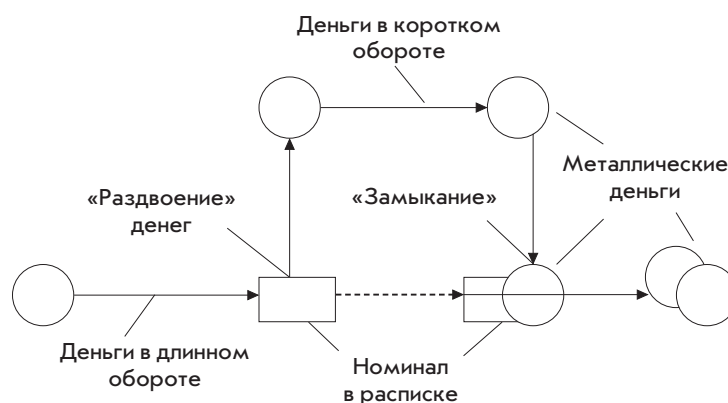 Деньги в коротком
обороте
Металлические
деньги
«Раздвоение»
денег
«Замыкание»
Деньги в длинном
обороте
Номинал
в расписке